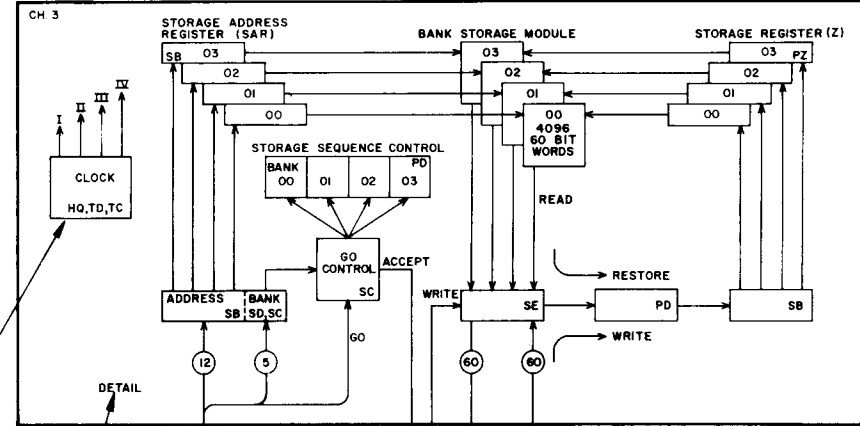 CH. 3
STORAGE ADDRESS
REGISTER (SAR)
BANK STORAGE MODULE
STORAGE REGISTER (Z)
SB 03
02
01
00
03
02
01
00
4096
60 BIT
WORDS
03 PZ
02
01
00
I II III IV
CLOCK
HQ,TD,TC
STORAGE SEQUENCE CONTROL
BANK PD
00 01 02 03
READ
GO
CONTROL
SC
ACCEPT
RESTORE
ADDRESS
SB
BANK
SD,SC
WRITE
SE
PD
SB
GO
WRITE
12
5
60
60
DETAIL